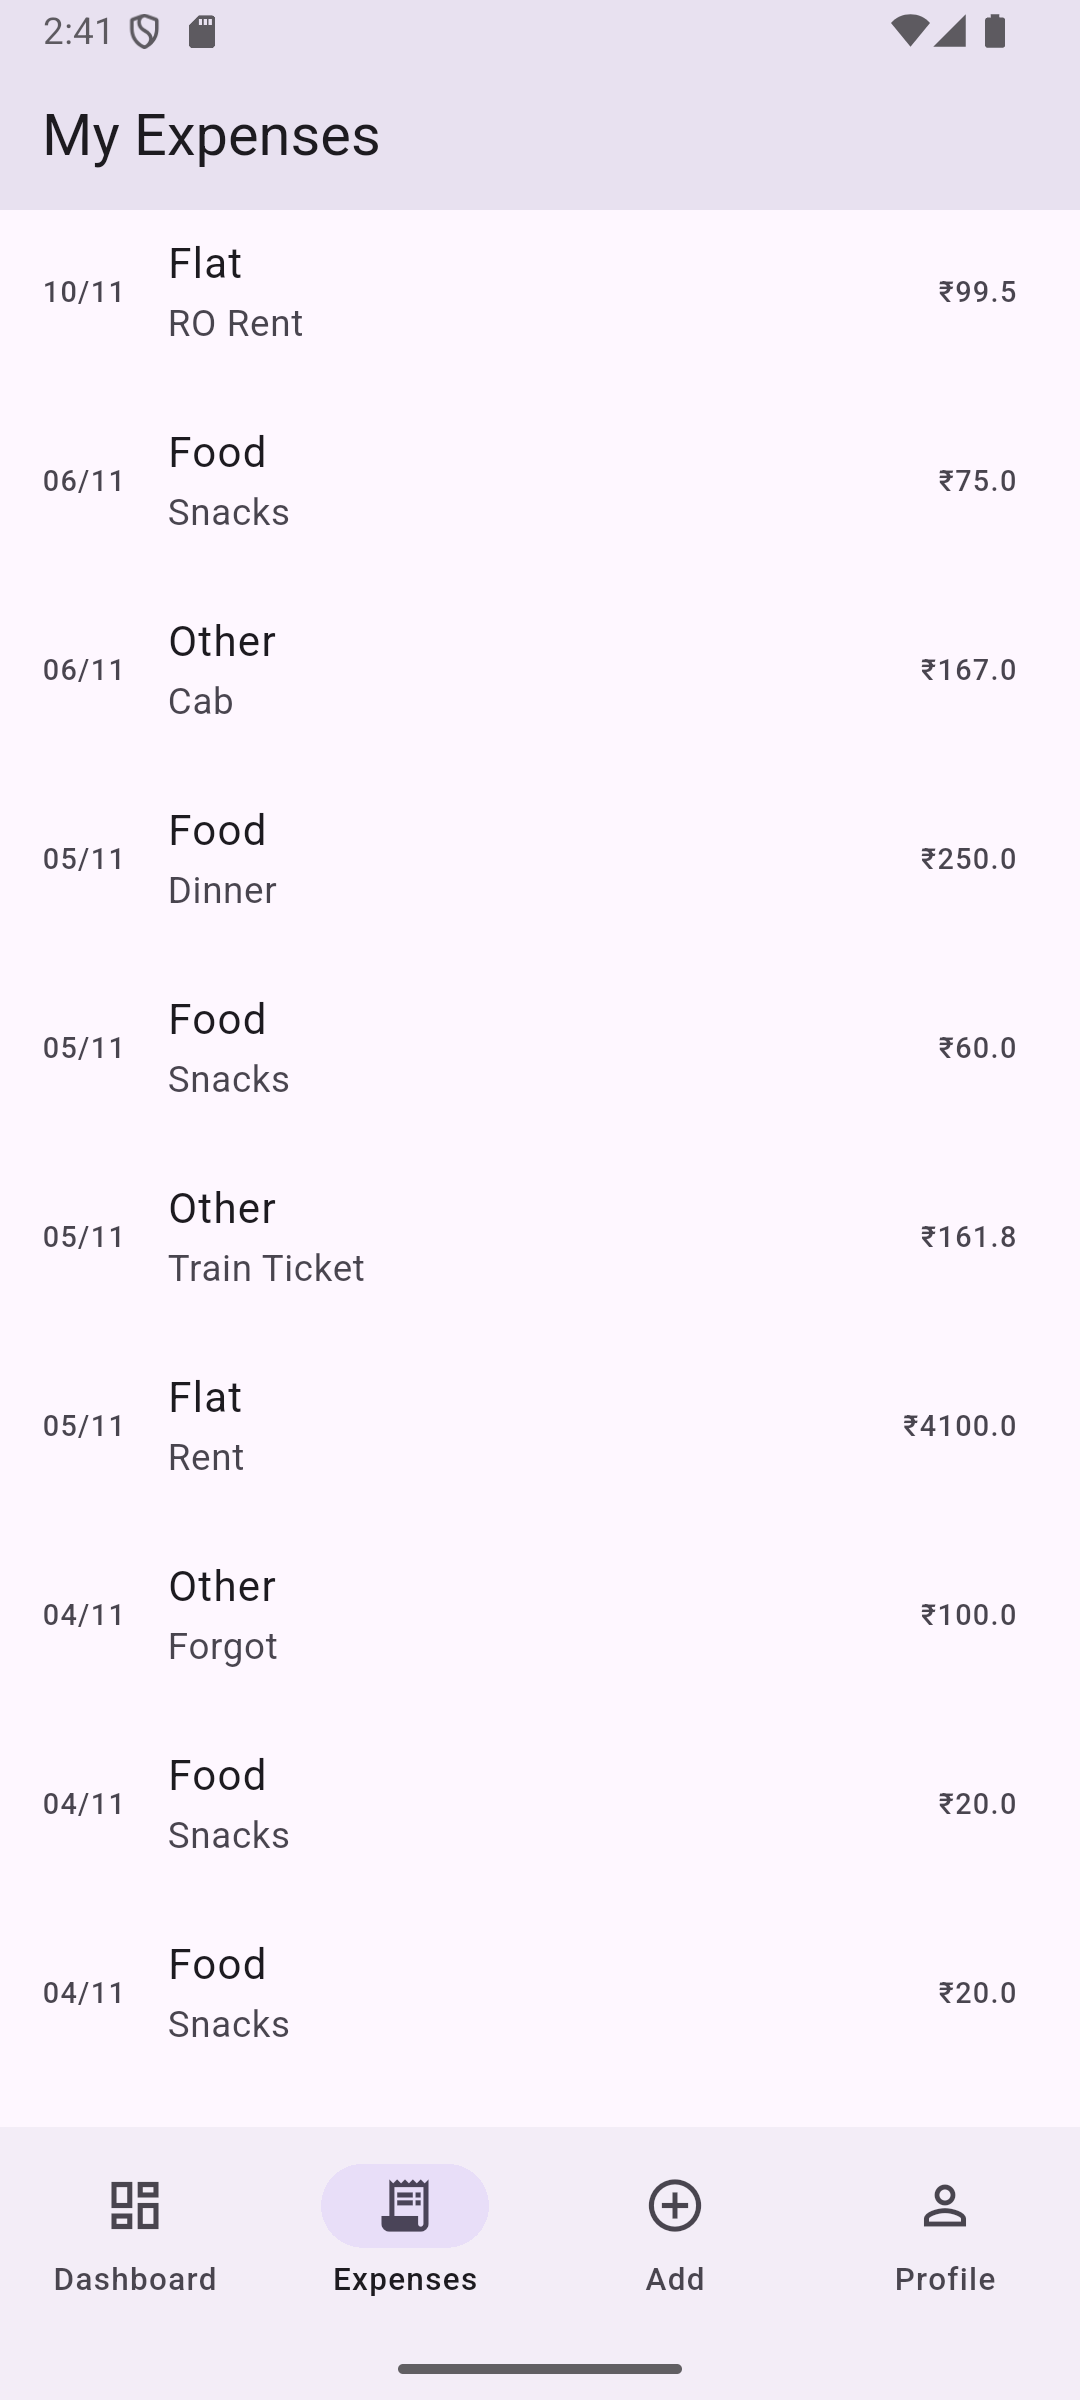 2:41
My Expenses
Flat
10/11
₹99.5
RO Rent
Food
06/11
₹75.0
Snacks
Other
06/11
₹167.0
Cab
Food
05/11
₹250.0
Dinner
Food
05/11
₹60.0
Snacks
Other
05/11
₹161.8
Train Ticket
Flat
05/11
₹4100.0
Rent
Other
04/11
₹100.0
Forgot
Food
04/11
₹20.0
Snacks
Food
04/11
₹20.0
Snacks
Dashboard
Expenses
Add
Profile